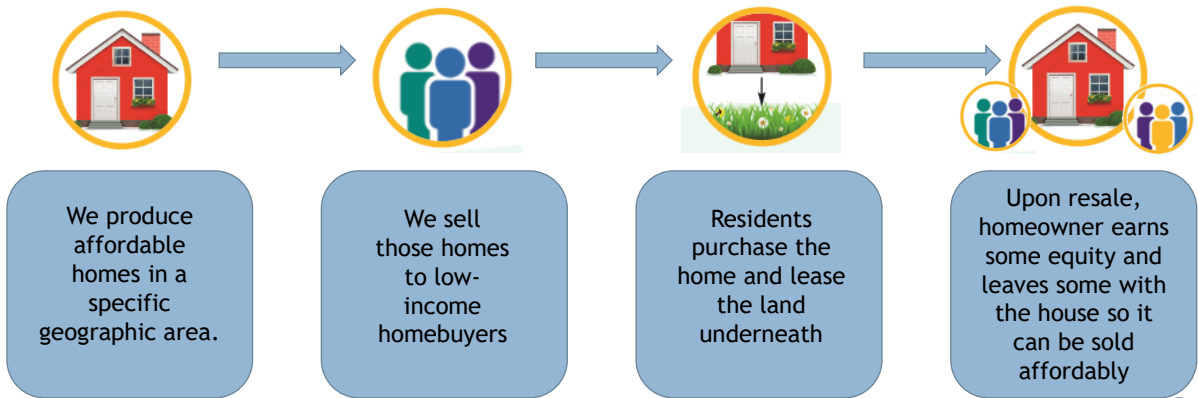 We produce
affordable
homes in a
specific
geographic area.
We sell
those homes
to low-
income
homebuyers
Residents
purchase the
home and lease
the land
underneath
Upon resale,
homeowner earns
some equity and
leaves some with
the house so it
can be sold
affordably